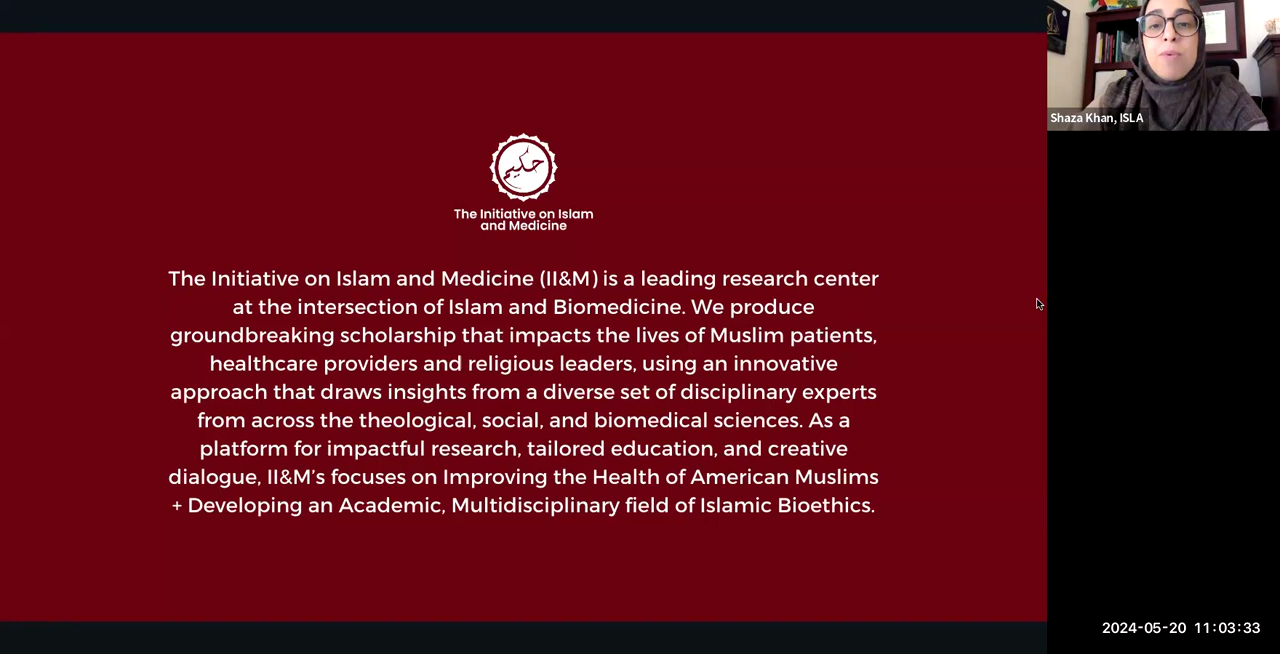 حكيم
The Initiative on Islam
and Medicine
The Initiative on Islam and Medicine (II&M) is a leading research center
at the intersection of Islam and Biomedicine. We produce
groundbreaking scholarship that impacts the lives of Muslim patients,
healthcare providers and religious leaders, using an innovative
approach that draws insights from a diverse set of disciplinary experts
from across the theological, social, and biomedical sciences. As a
platform for impactful research, tailored education, and creative
dialogue, II&M’s focuses on Improving the Health of American Muslims
+ Developing an Academic, Multidisciplinary field of Islamic Bioethics.
Shaza Khan, ISLA
2024-05-20 11:03:33